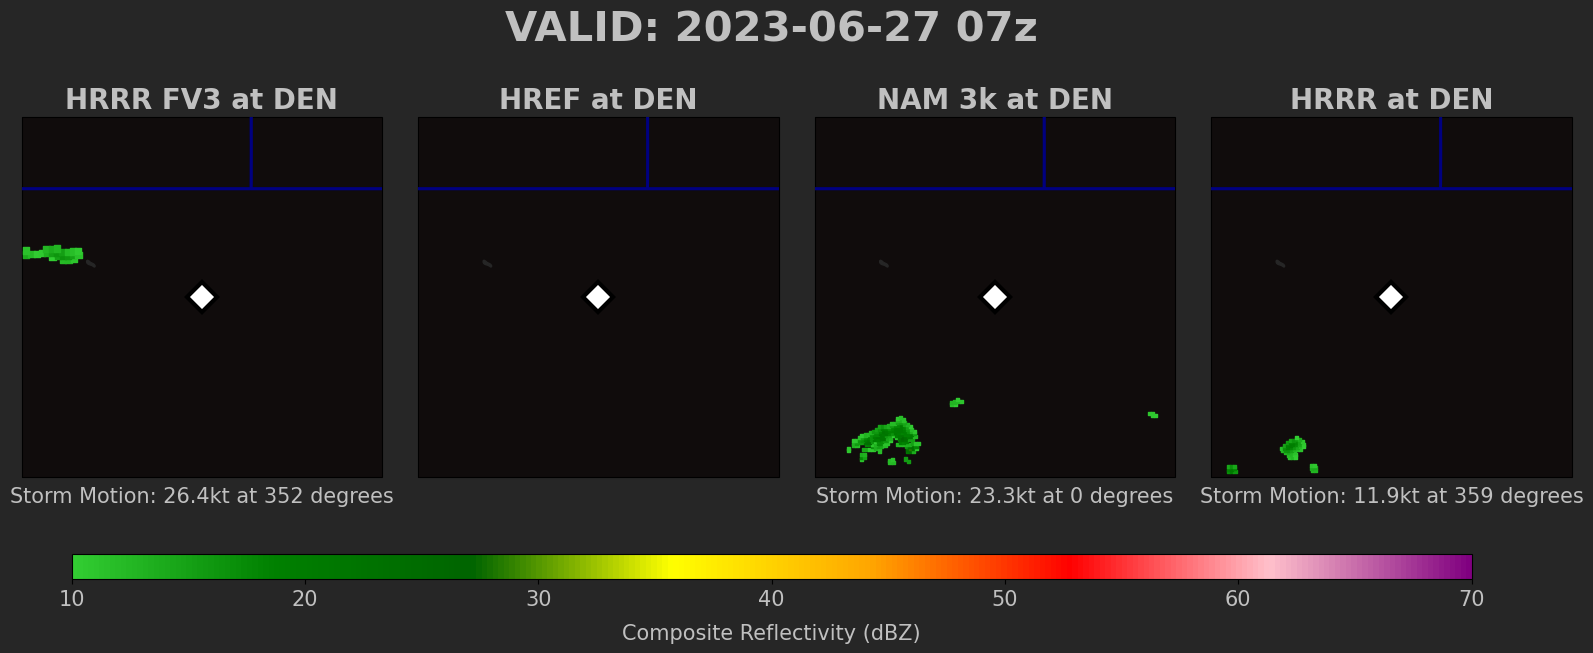 VALID: 2023-06-27 07z
HRRR FV3 at DEN
HREF at DEN
NAM 3k at DEN
HRRR at DEN
Storm Motion: 26.4kt at 352 degrees
Storm Motion: 23.3kt at 0 degrees
Storm Motion: 11.9kt at 359 degrees
10 20 30 40 50 60 70
Composite Reflectivity (dBZ)